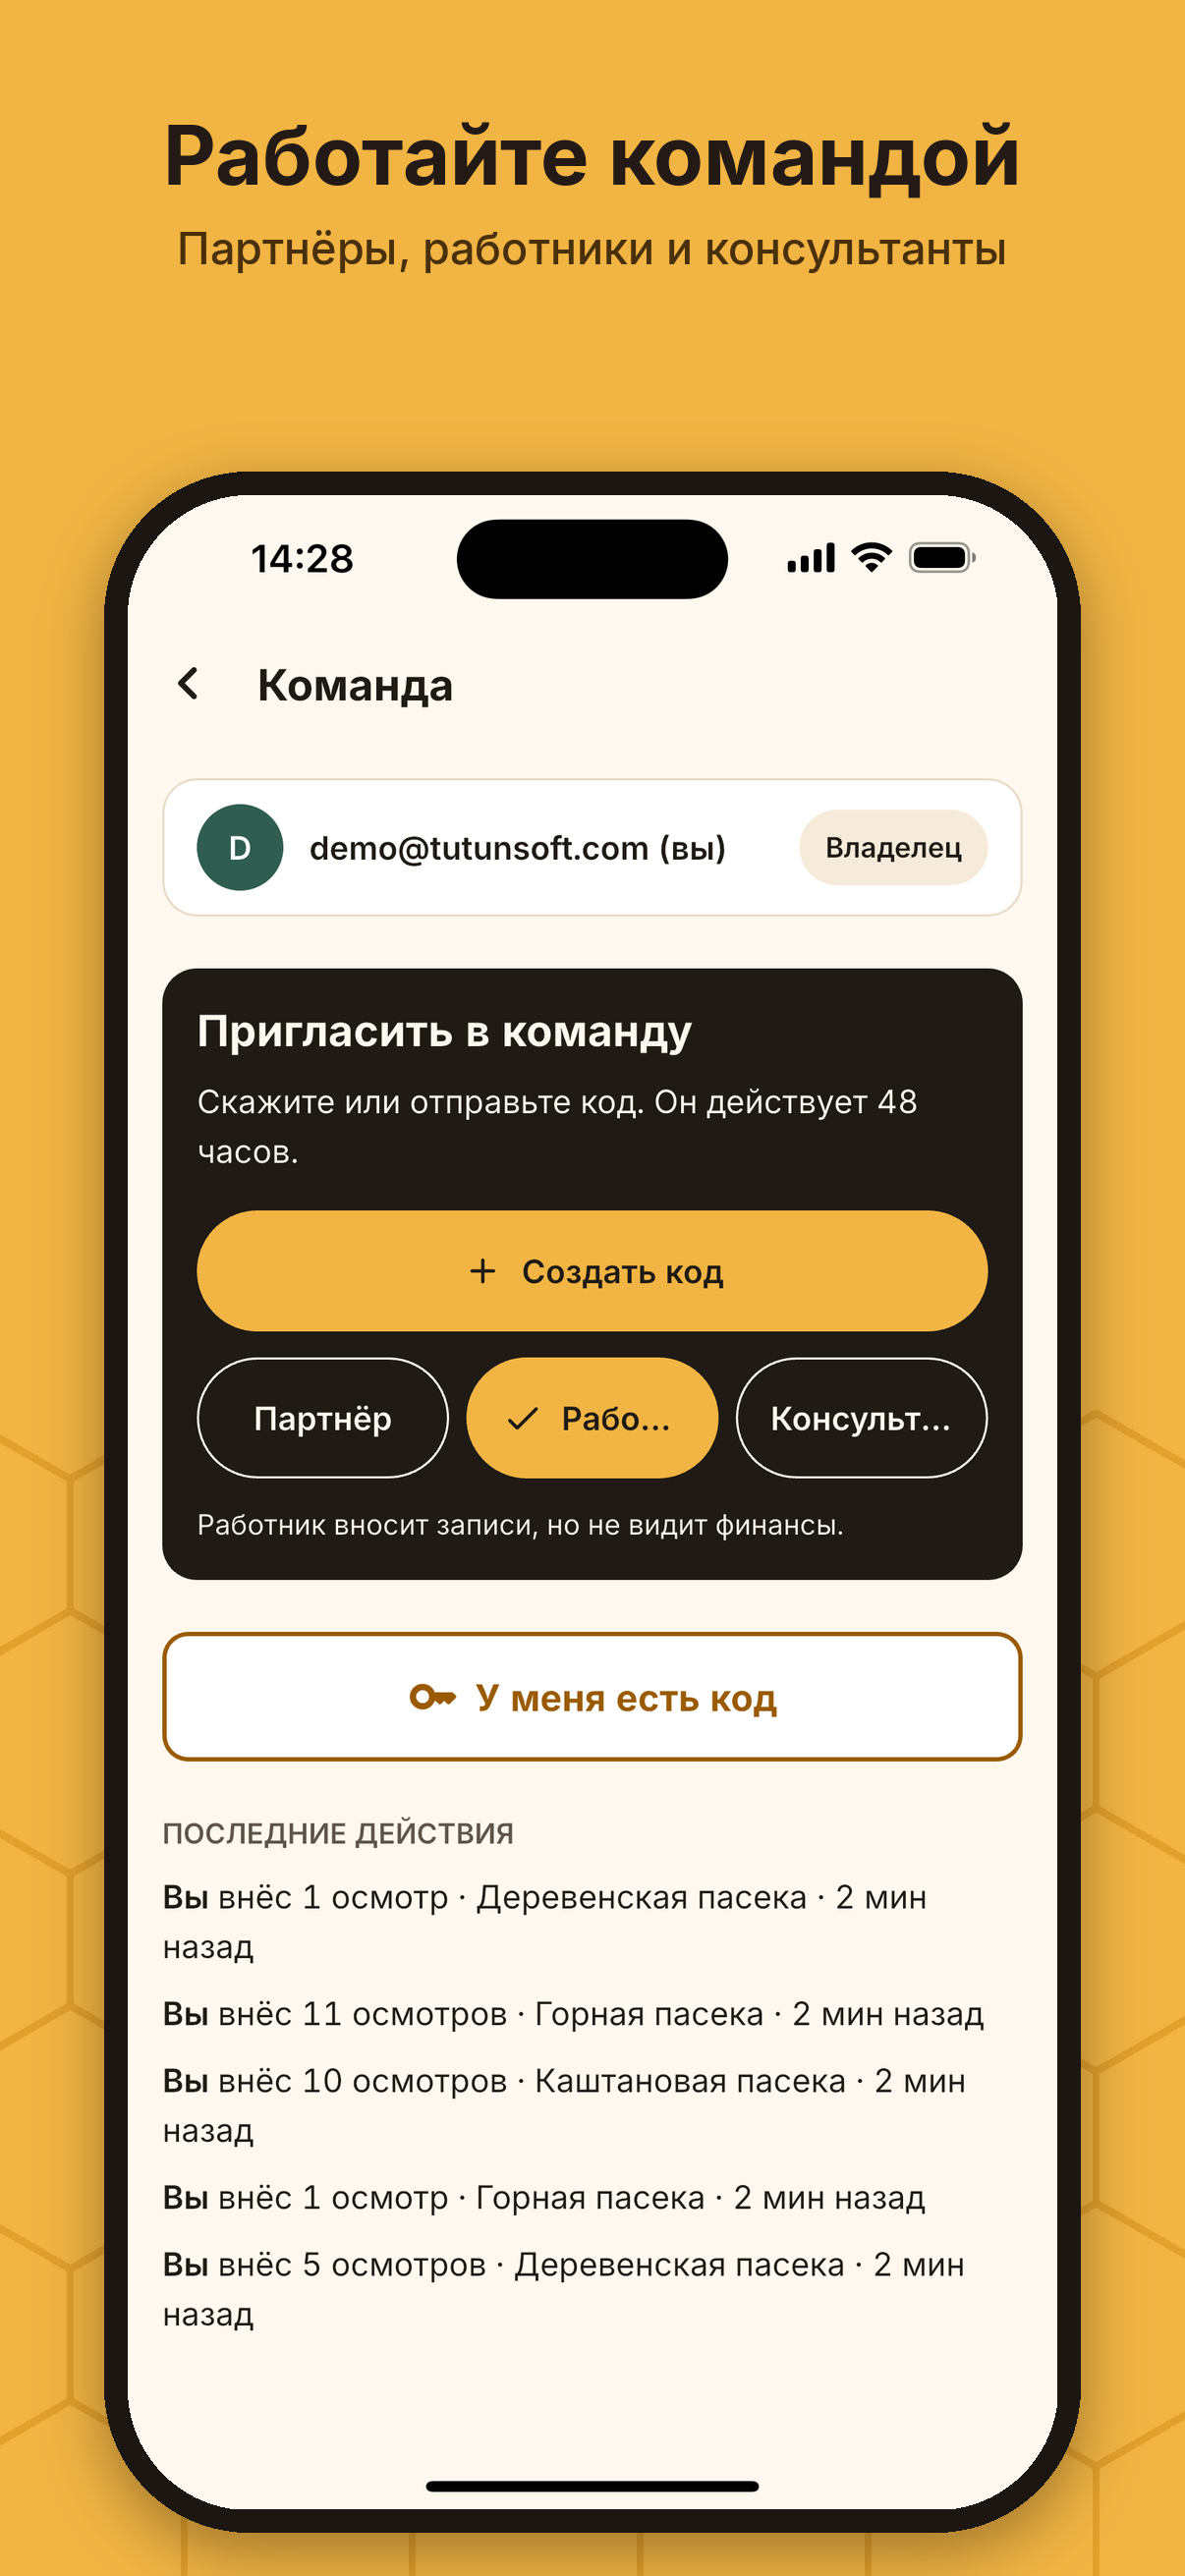 Работайте командой
Партнёры, работники и консультанты
14:28
Команда
D
demo@tutunsoft.com (вы)
Владелец
Пригласить в команду
Скажите или отправьте код. Он действует 48
часов.
+ Создать код
Партнёр
Рабо...
Консульт...
Работник вносит записи, но не видит финансы.
У меня есть код
ПОСЛЕДНИЕ ДЕЙСТВИЯ
Вы внёс 1 осмотр · Деревенская пасека · 2 мин
назад
Вы внёс 11 осмотров · Горная пасека · 2 мин назад
Вы внёс 10 осмотров · Каштановая пасека · 2 мин
назад
Вы внёс 1 осмотр · Горная пасека · 2 мин назад
Вы внёс 5 осмотров · Деревенская пасека · 2 мин
назад